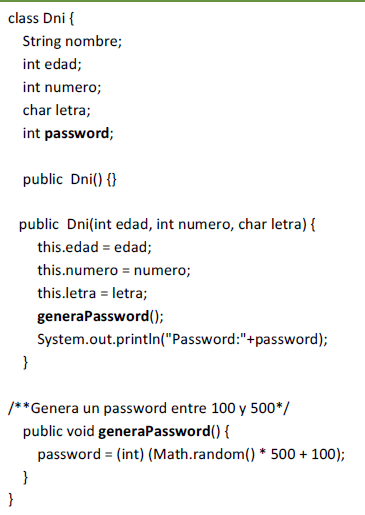 class Dni {
String nombre;
int edad;
int numero;
char letra;
int password;
public Dni() {}
public Dni(int edad, int numero, char letra) {
this.edad = edad;
this.numero = numero;
this.letra = letra;
generaPassword();
System.out.println("Password:"+password);
}
/**Genera un password entre 100 y 500*/
public void generaPassword() {
password = (int) (Math.random() * 500 + 100);
}
}